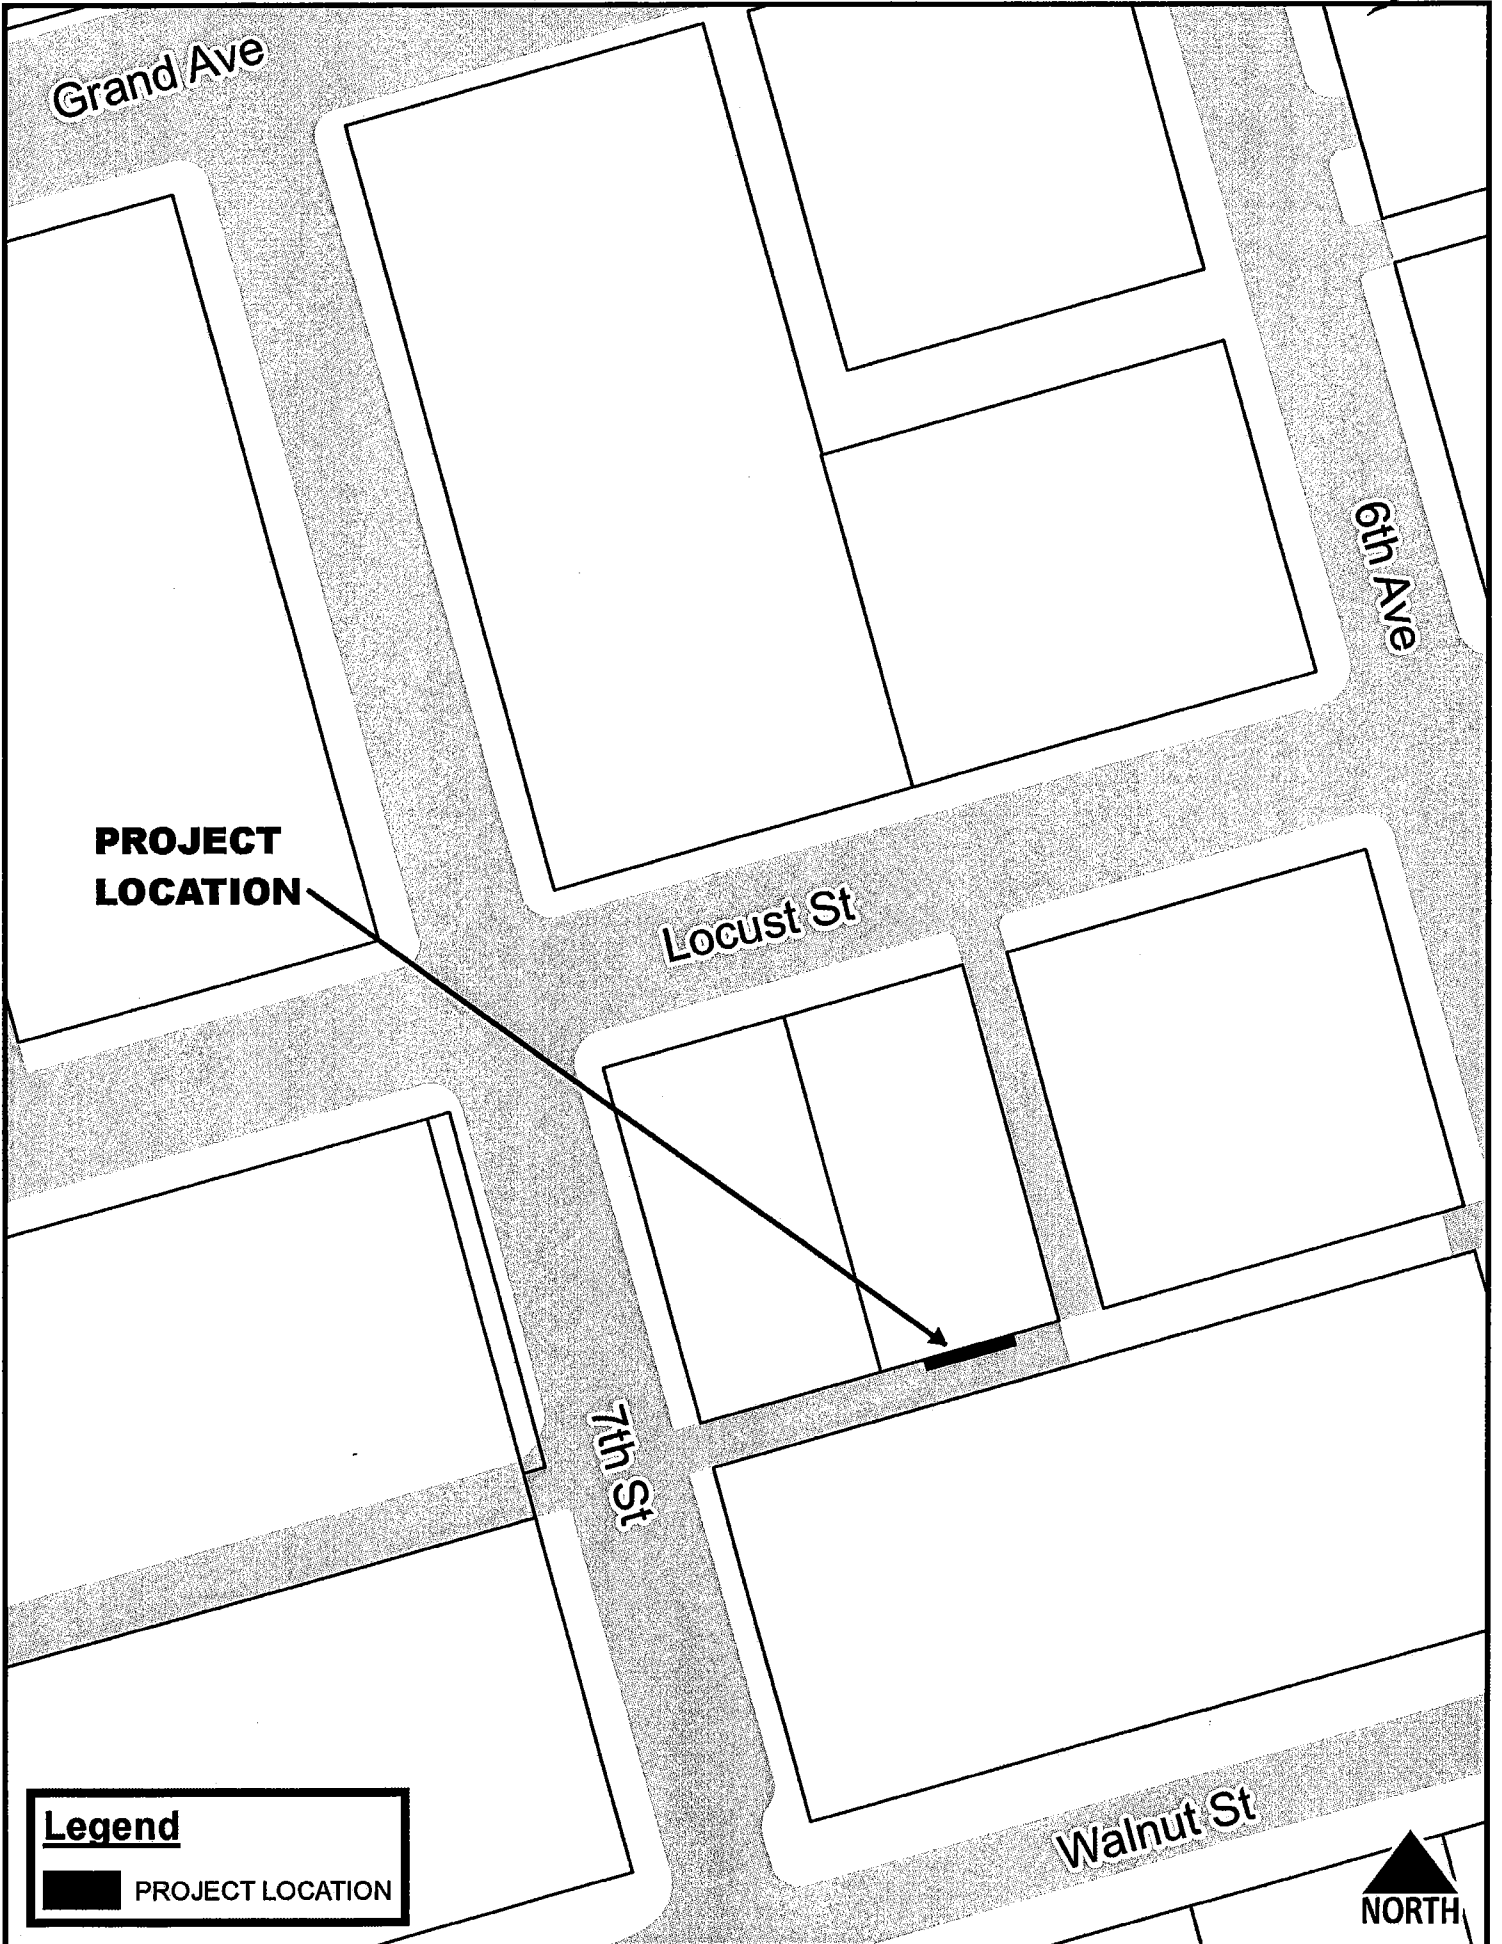 Grand Ave
6th Ave
PROJECT
LOCATION
Locust St
7th St
Walnut St
Legend
PROJECT LOCATION
NORTH